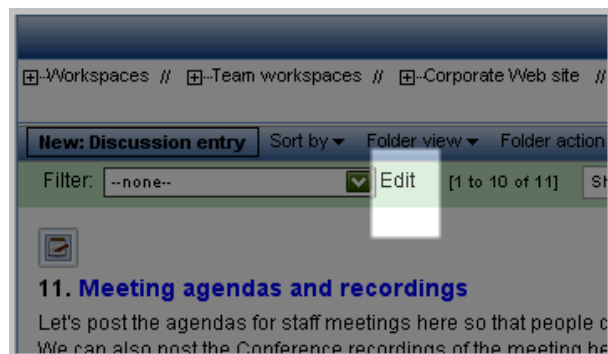 Workspaces // Team workspaces // Corporate Web site //
New: Discussion entry Sort by Folder view Folder action
Filter: --none-- Edit [1 to 10 of 11] Sh
11. Meeting agendas and recordings
Let's post the agendas for staff meetings here so that people c
We can also post the Conference recordings of the meeting he